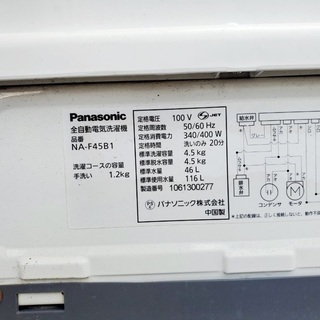 Panasonic
全自動電気洗濯機
品番
NA-F45B1
洗濯コースの容量
手洗い 1.2kg
定格電圧 100 V JET
定格周波数 50/60 Hz
定格消費電力 340/400 W
定格時間 洗いのみ 20分
標準洗濯容量 4.5 kg
標準脱水容量 4.5 kg
標準水量 46 L
標準使用水量 116 L
製造番号 1061300277
パナソニック株式会社
中国製
給水弁
排水弁
コンデンサ モータ